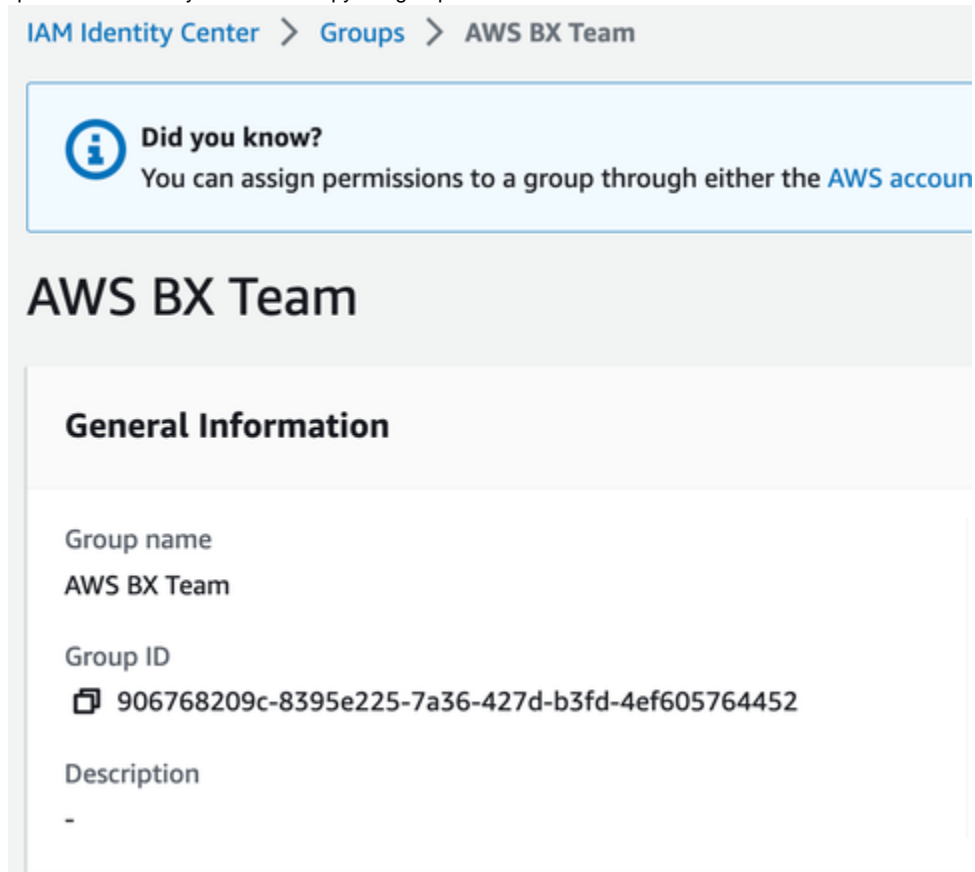 IAM Identity Center > Groups > AWS BX Team
Did you know?
You can assign permissions to a group through either the AWS accoun
AWS BX Team
General Information
Group name
AWS BX Team
Group ID
906768209c-8395e225-7a36-427d-b3fd-4ef605764452
Description
-